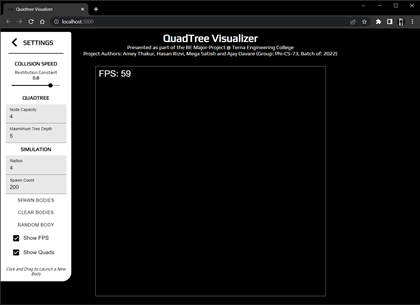 Quadtree Visualizer
localhost:3000
SETTINGS
QuadTree Visualizer
Presented as part of the BE Major-Project @ Terna Engineering College
Project Authors: Amey Thakur, Hasan Rizvi, Mega Satish and Ajay Davare (Group: Phi-CS-73, Batch of: 2022)
COLLISION SPEED
Restitution Constant
0.8
QUADTREE
Node Capacity
4
Maximum Tree Depth
5
SIMULATION
Radius
4
Spawn Count
200
SPAWN BODIES
CLEAR BODIES
RANDOM BODY
Show FPS
Show Quads
Click and Drag to Launch a New
Body
FPS: 59